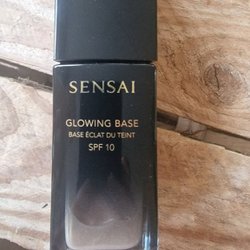 SENSAI
GLOWING BASE
BASE ÉCLAT DU TEINT
SPF 10